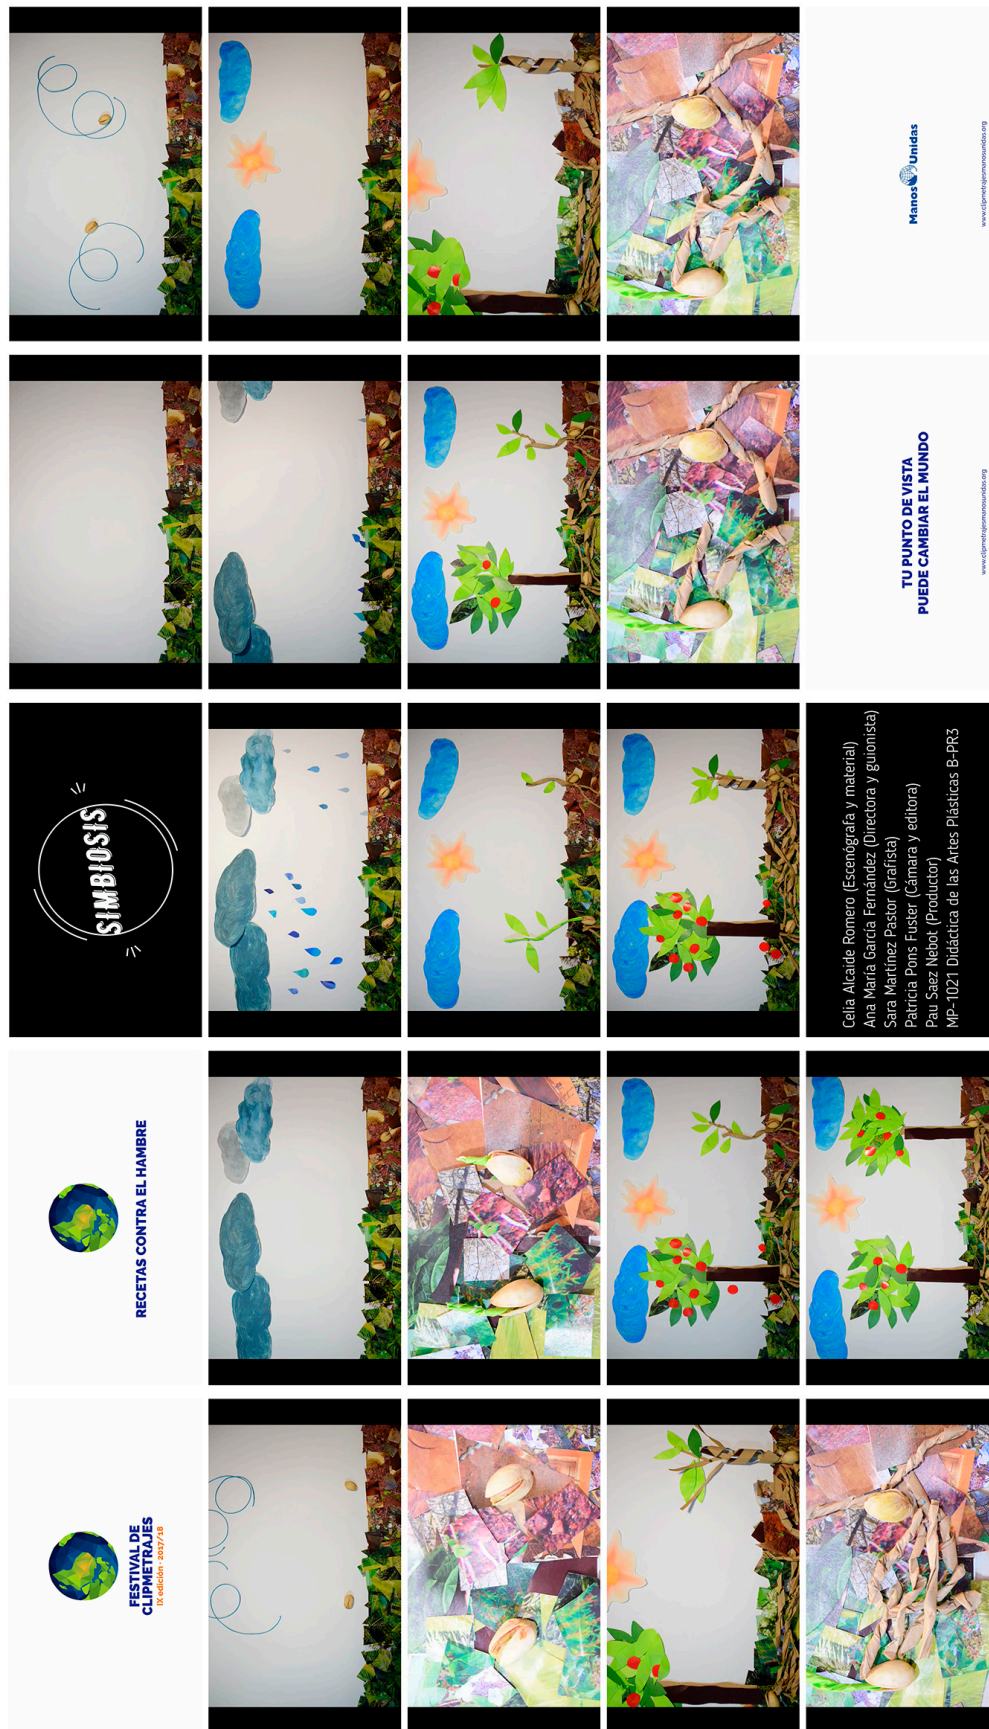 FESTIVAL DE
CLIPMETRAJES
IX edición - 2017/18
RECETAS CONTRA EL HAMBRE
SIMBIOSIS
Celia Alcaide Romero (Escenógrafa y material)
Ana María García Fernández (Directora y guionista)
Sara Martínez Pastor (Grafista)
Patricia Pons Fuster (Cámara y editora)
Pau Saez Nebot (Productor)
MP-1021 Didáctica de las Artes Plásticas B-PR3
TU PUNTO DE VISTA
PUEDE CAMBIAR EL MUNDO
www.clipmetrajesmanosunidas.org
Manos Unidas
www.clipmetrajesmanosunidas.org